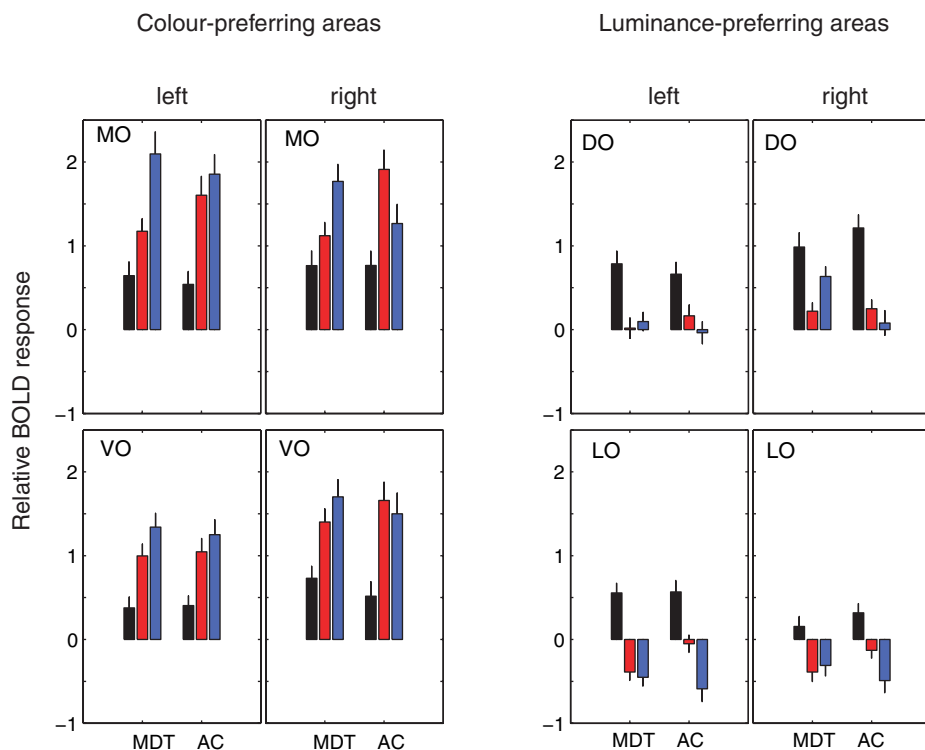 Colour-preferring areas
Luminance-preferring areas
left
right
left
right
Relative BOLD response
MO
MO
DO
DO
2
1
0
−1
2
1
0
−1
VO
VO
LO
LO
2
1
0
−1
2
1
0
−1
MDT AC
MDT AC
MDT AC
MDT AC